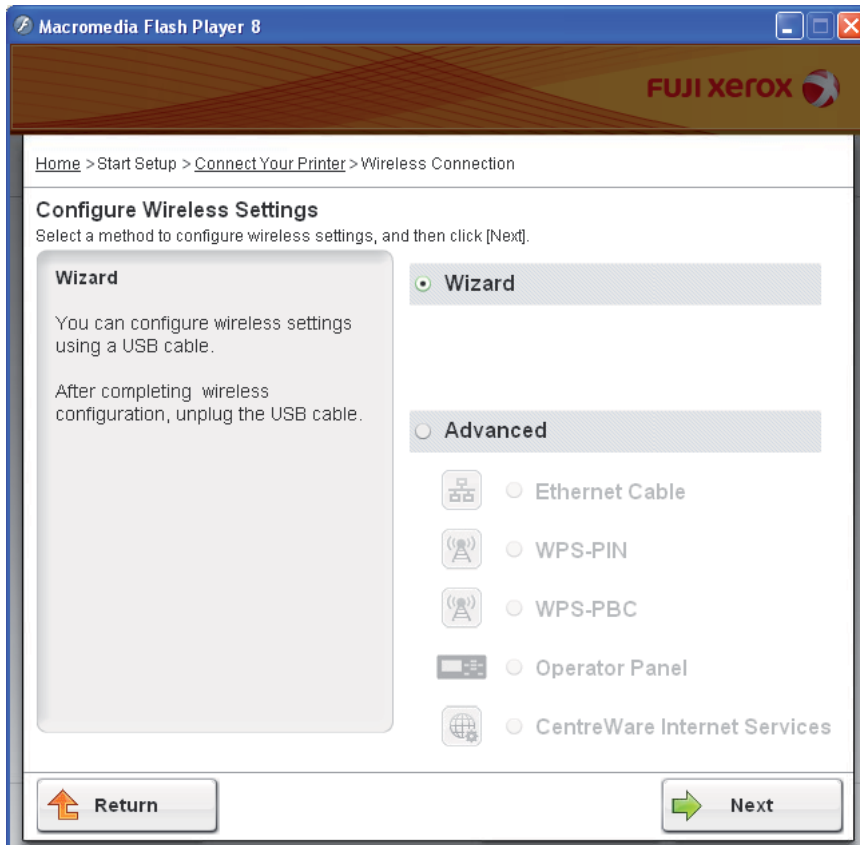 Macromedia Flash Player 8
FUJI xerox
Home >Start Setup > Connect Your Printer > Wireless Connection
Configure Wireless Settings
Select a method to configure wireless settings, and then click [Next].
Wizard
You can configure wireless settings
using a USB cable.
After completing wireless
configuration, unplug the USB cable.
Wizard
Advanced
Ethernet Cable
WPS-PIN
WPS-PBC
Operator Panel
CentreWare Internet Services
Return
Next